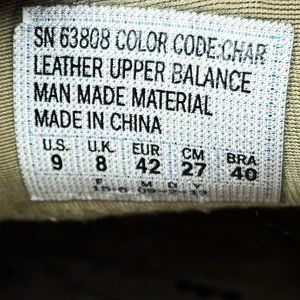 SN 63808 COLOR CODE:CHAR
LEATHER UPPER BALANCE
MAN MADE MATERIAL
MADE IN CHINA
U.S. U.K. EUR CM BRA
9 8 42 27 40